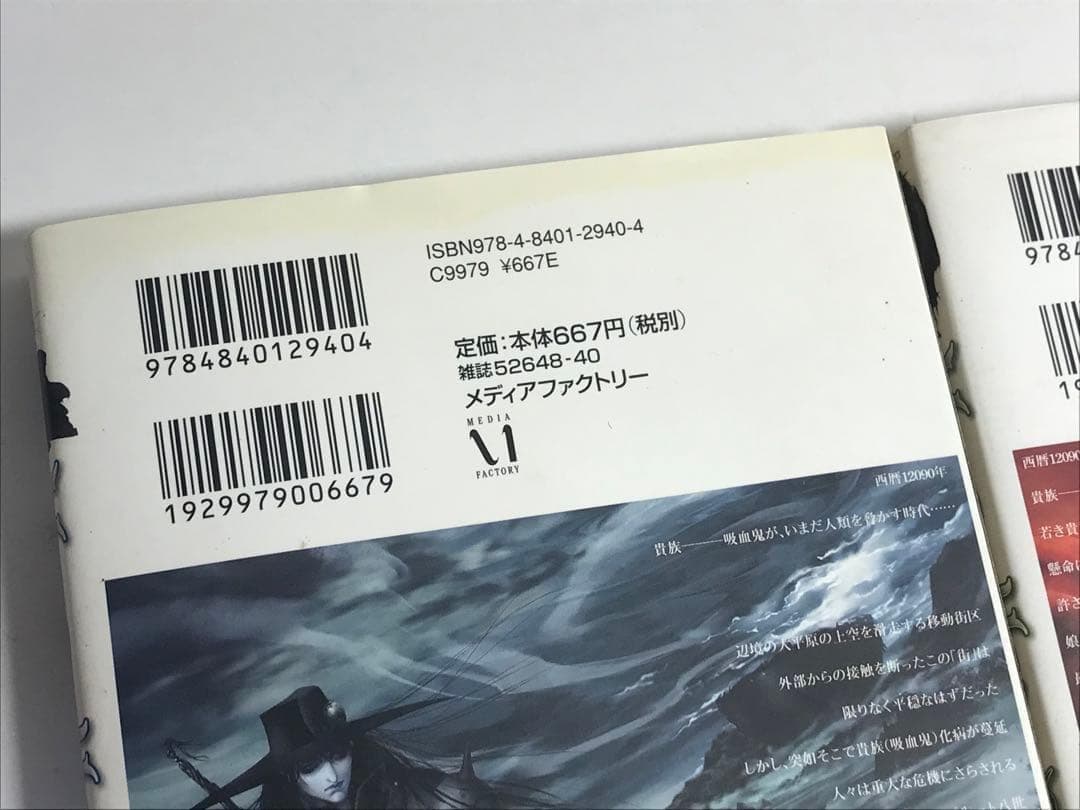 ISBN978-4-8401-2940-4
C9979 ¥667E
9784840129404
定価：本体667円（税別）
雑誌52648-40
メディアファクトリー
MEDIA
FACTORY
1929979006679
西暦12090年
貴族―――吸血鬼が、いまだ人類を脅かす時代……
辺境の大平原の上空を滑走する移動街区
外部からの接触を断ったこの「街」は
限りなく平穏なはずだった
しかし、突如そこで貴族（吸血鬼）化病が蔓延
人々は重大な危機にさらされる
9784
19
西暦12090
貴族
若き貴
懸命に
許さ
娘